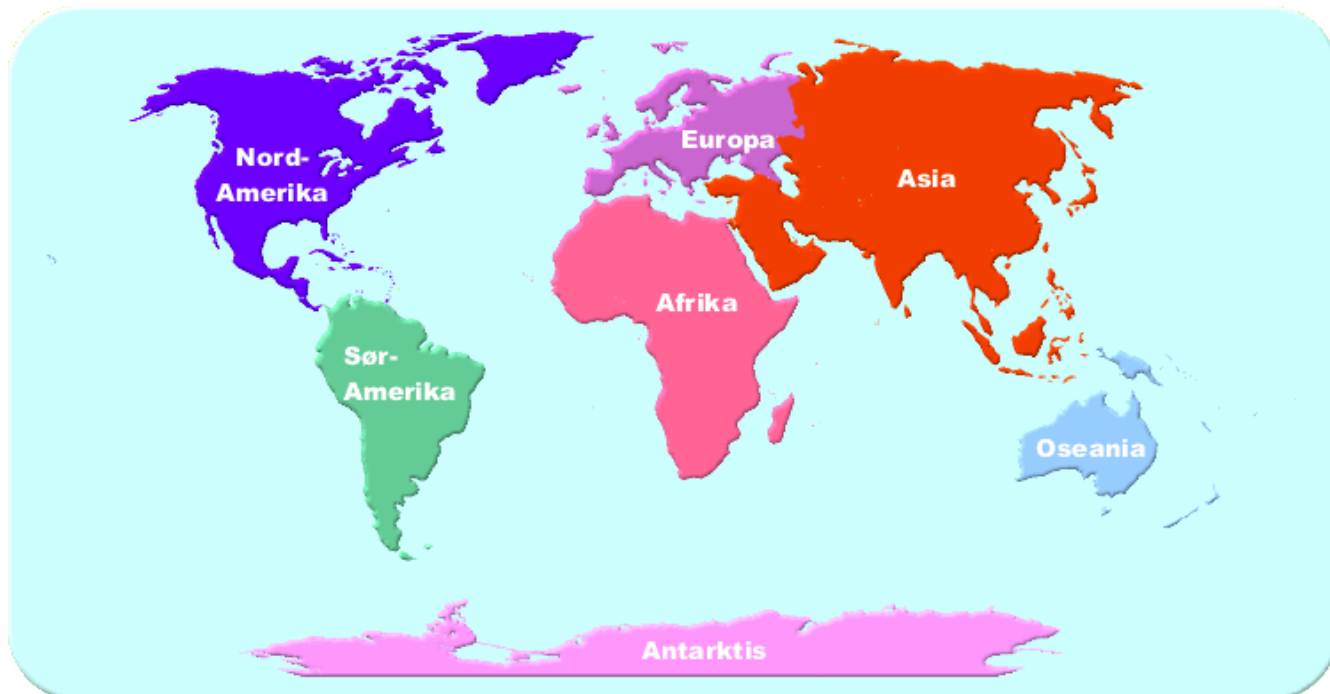 Nord-
Amerika
Europa
Asia
Afrika
Sør-
Amerika
Oseania
Antarktis